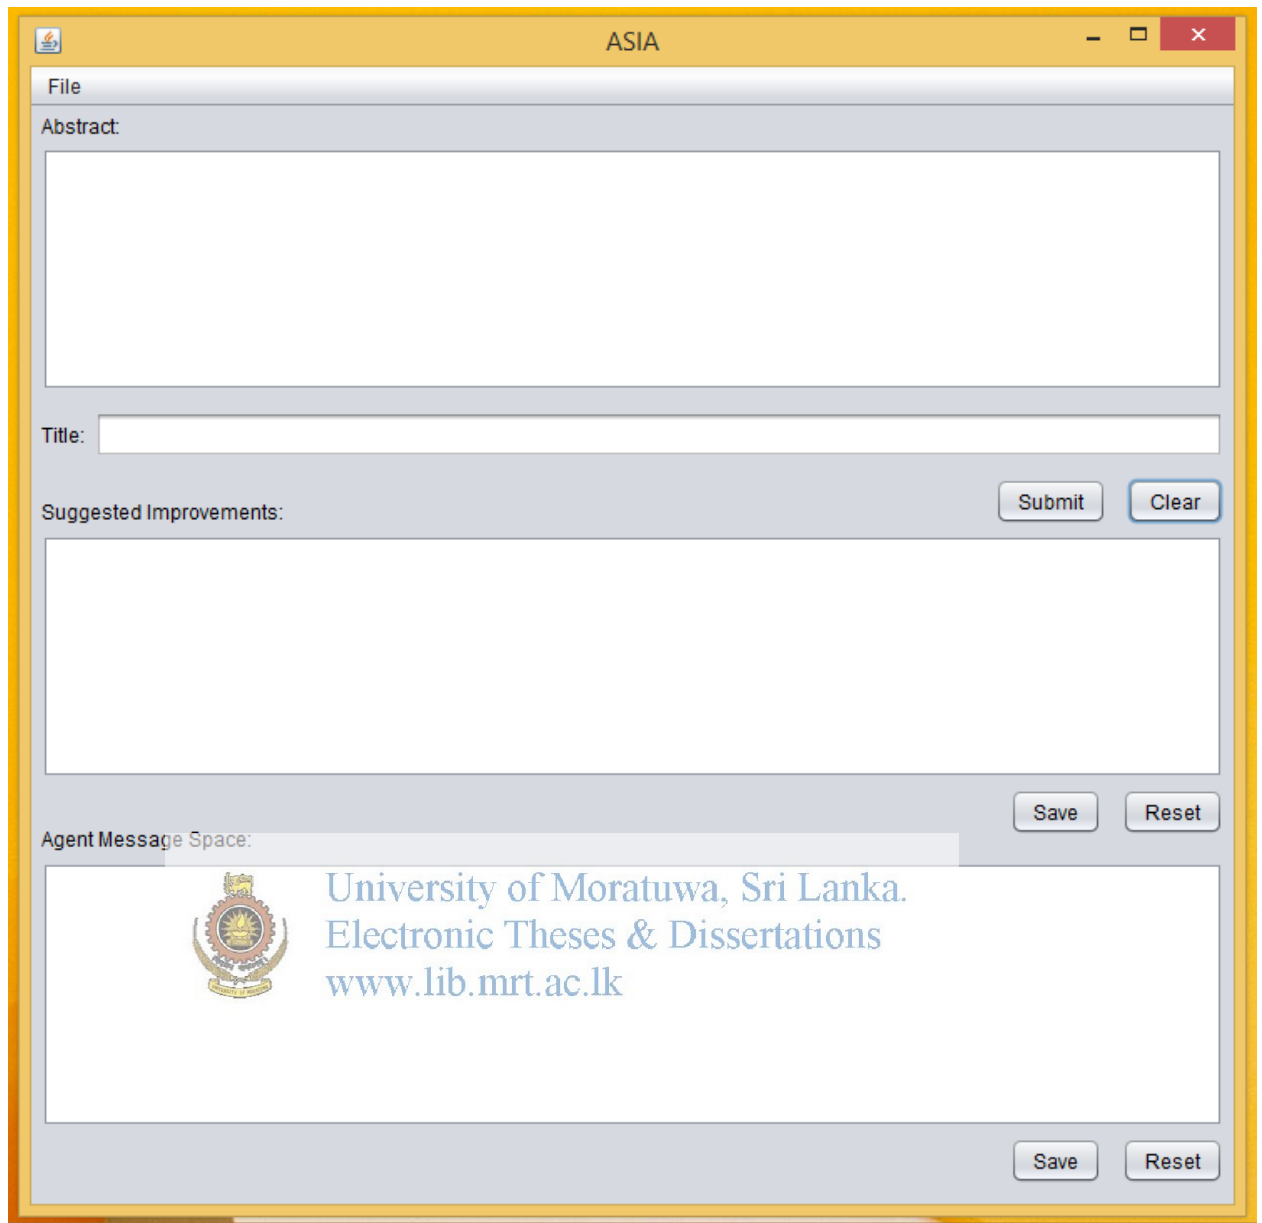 ASIA
File
Abstract:
Title:
Submit Clear
Suggested Improvements:
Save Reset
Agent Message Space:
University of Moratuwa, Sri Lanka.
Electronic Theses & Dissertations
www.lib.mrt.ac.lk
Save Reset